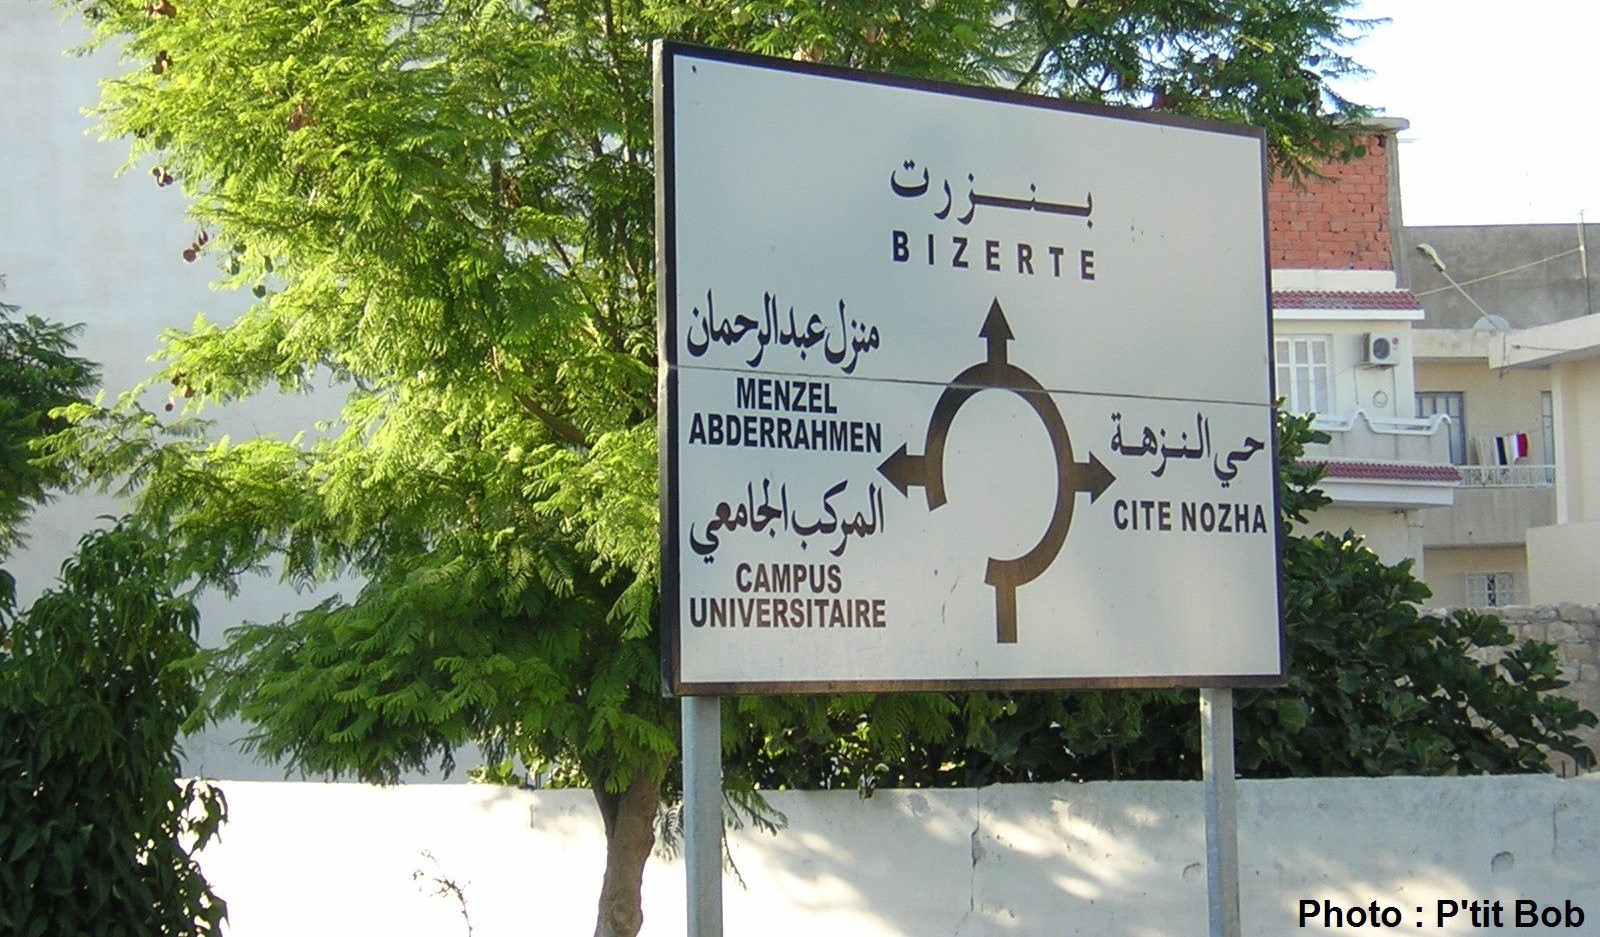 بنزرت
BIZERTE
منزل عبدالرحمان
MENZEL
ABDERRAHMEN
المركب الجامعي
CAMPUS
UNIVERSITAIRE
حي النزهة
CITE NOZHA
Photo : P'tit Bob